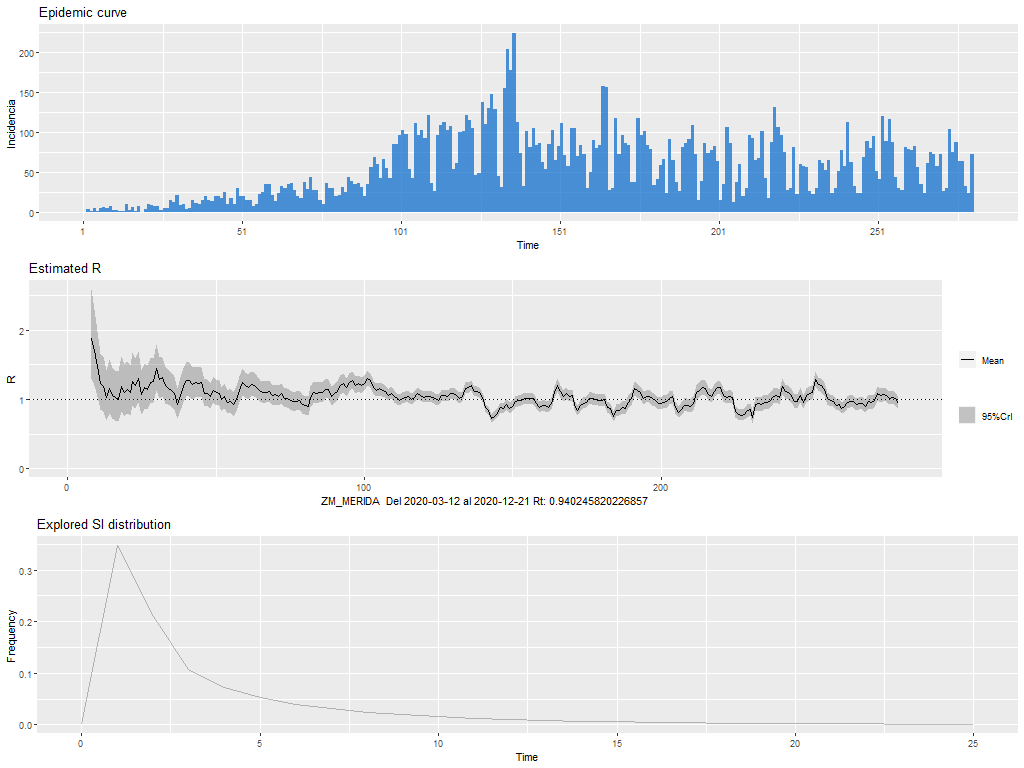 Epidemic curve
Incidencia
200
150
100
50
0
1
51
101
151
201
251
Time
Estimated R
R
2
1
0
0
100
200
Mean
95%CrI
ZM_MERIDA Del 2020-03-12 al 2020-12-21 Rt: 0.940245820226857
Explored SI distribution
Frequency
0.3
0.2
0.1
0.0
0
5
10
15
20
25
Time